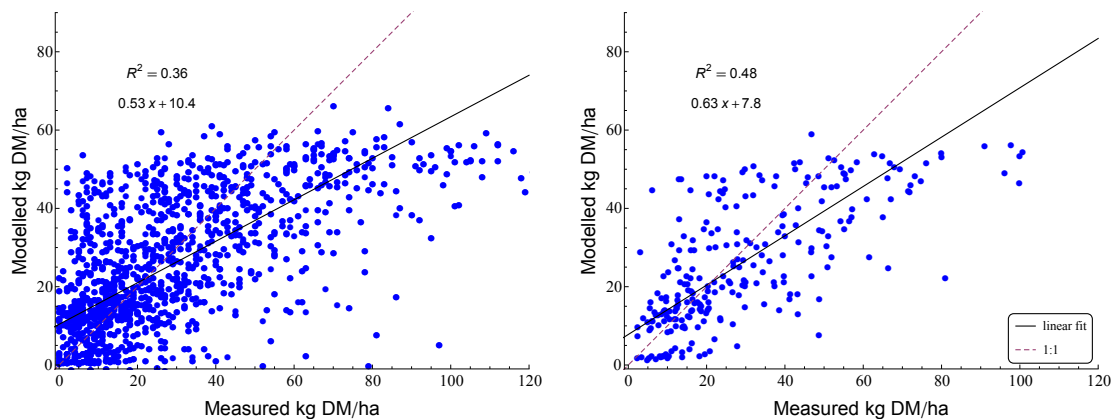 R² = 0.36
0.53 x + 10.4
Modelled kg DM/ha
80
60
40
20
0
0 20 40 60 80 100 120
Measured kg DM/ha
R² = 0.48
0.63 x + 7.8
Modelled kg DM/ha
80
60
40
20
0
0 20 40 60 80 100 120
Measured kg DM/ha
linear fit
1:1